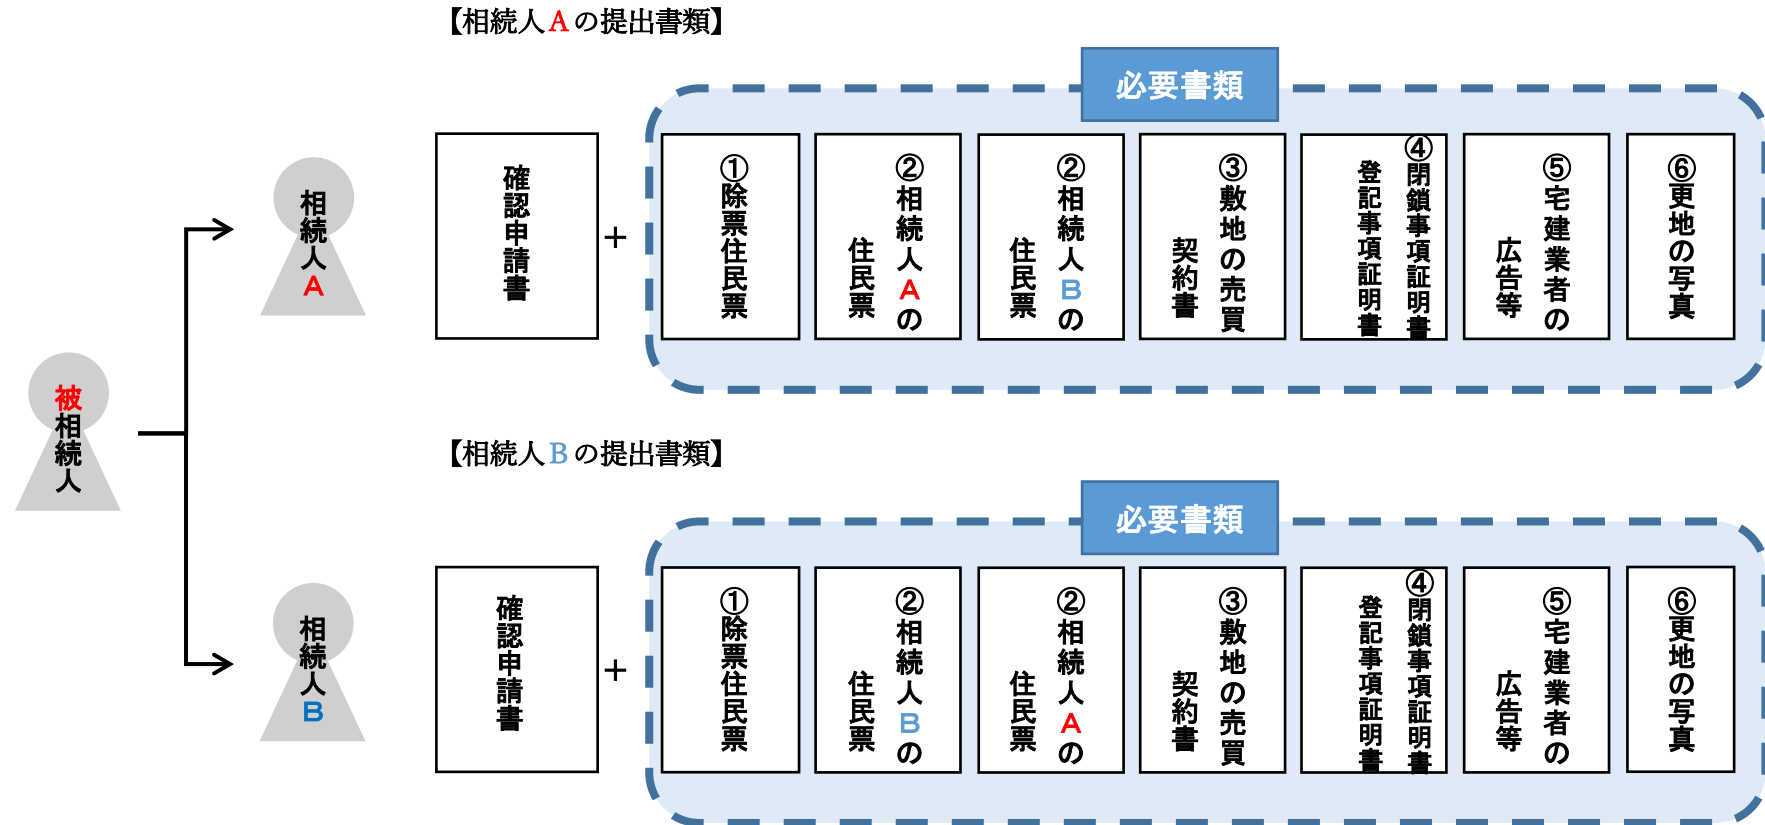 【相続人Aの提出書類】
必要書類
被相続人
相続人A
確認申請書
+
①除票住民票
②相続人Aの
住民票
②相続人Bの
住民票
③敷地の売買
契約書
④閉鎖事項証明書
登記事項証明書
⑤宅建業者の
広告等
⑥更地の写真
【相続人Bの提出書類】
必要書類
相続人B
確認申請書
+
①除票住民票
②相続人Bの
住民票
②相続人Aの
住民票
③敷地の売買
契約書
④閉鎖事項証明書
登記事項証明書
⑤宅建業者の
広告等
⑥更地の写真